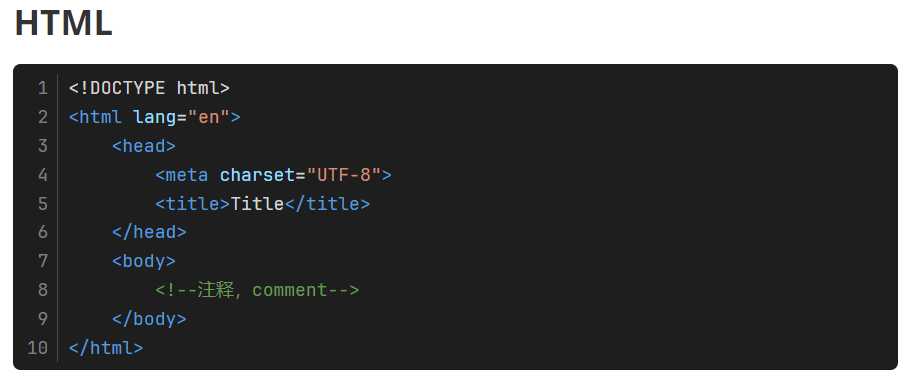 HTML
1 <!DOCTYPE html>
2 <html lang="en">
3     <head>
4         <meta charset="UTF-8">
5         <title>Title</title>
6     </head>
7     <body>
8         <!--注释，comment-->
9     </body>
10 </html>